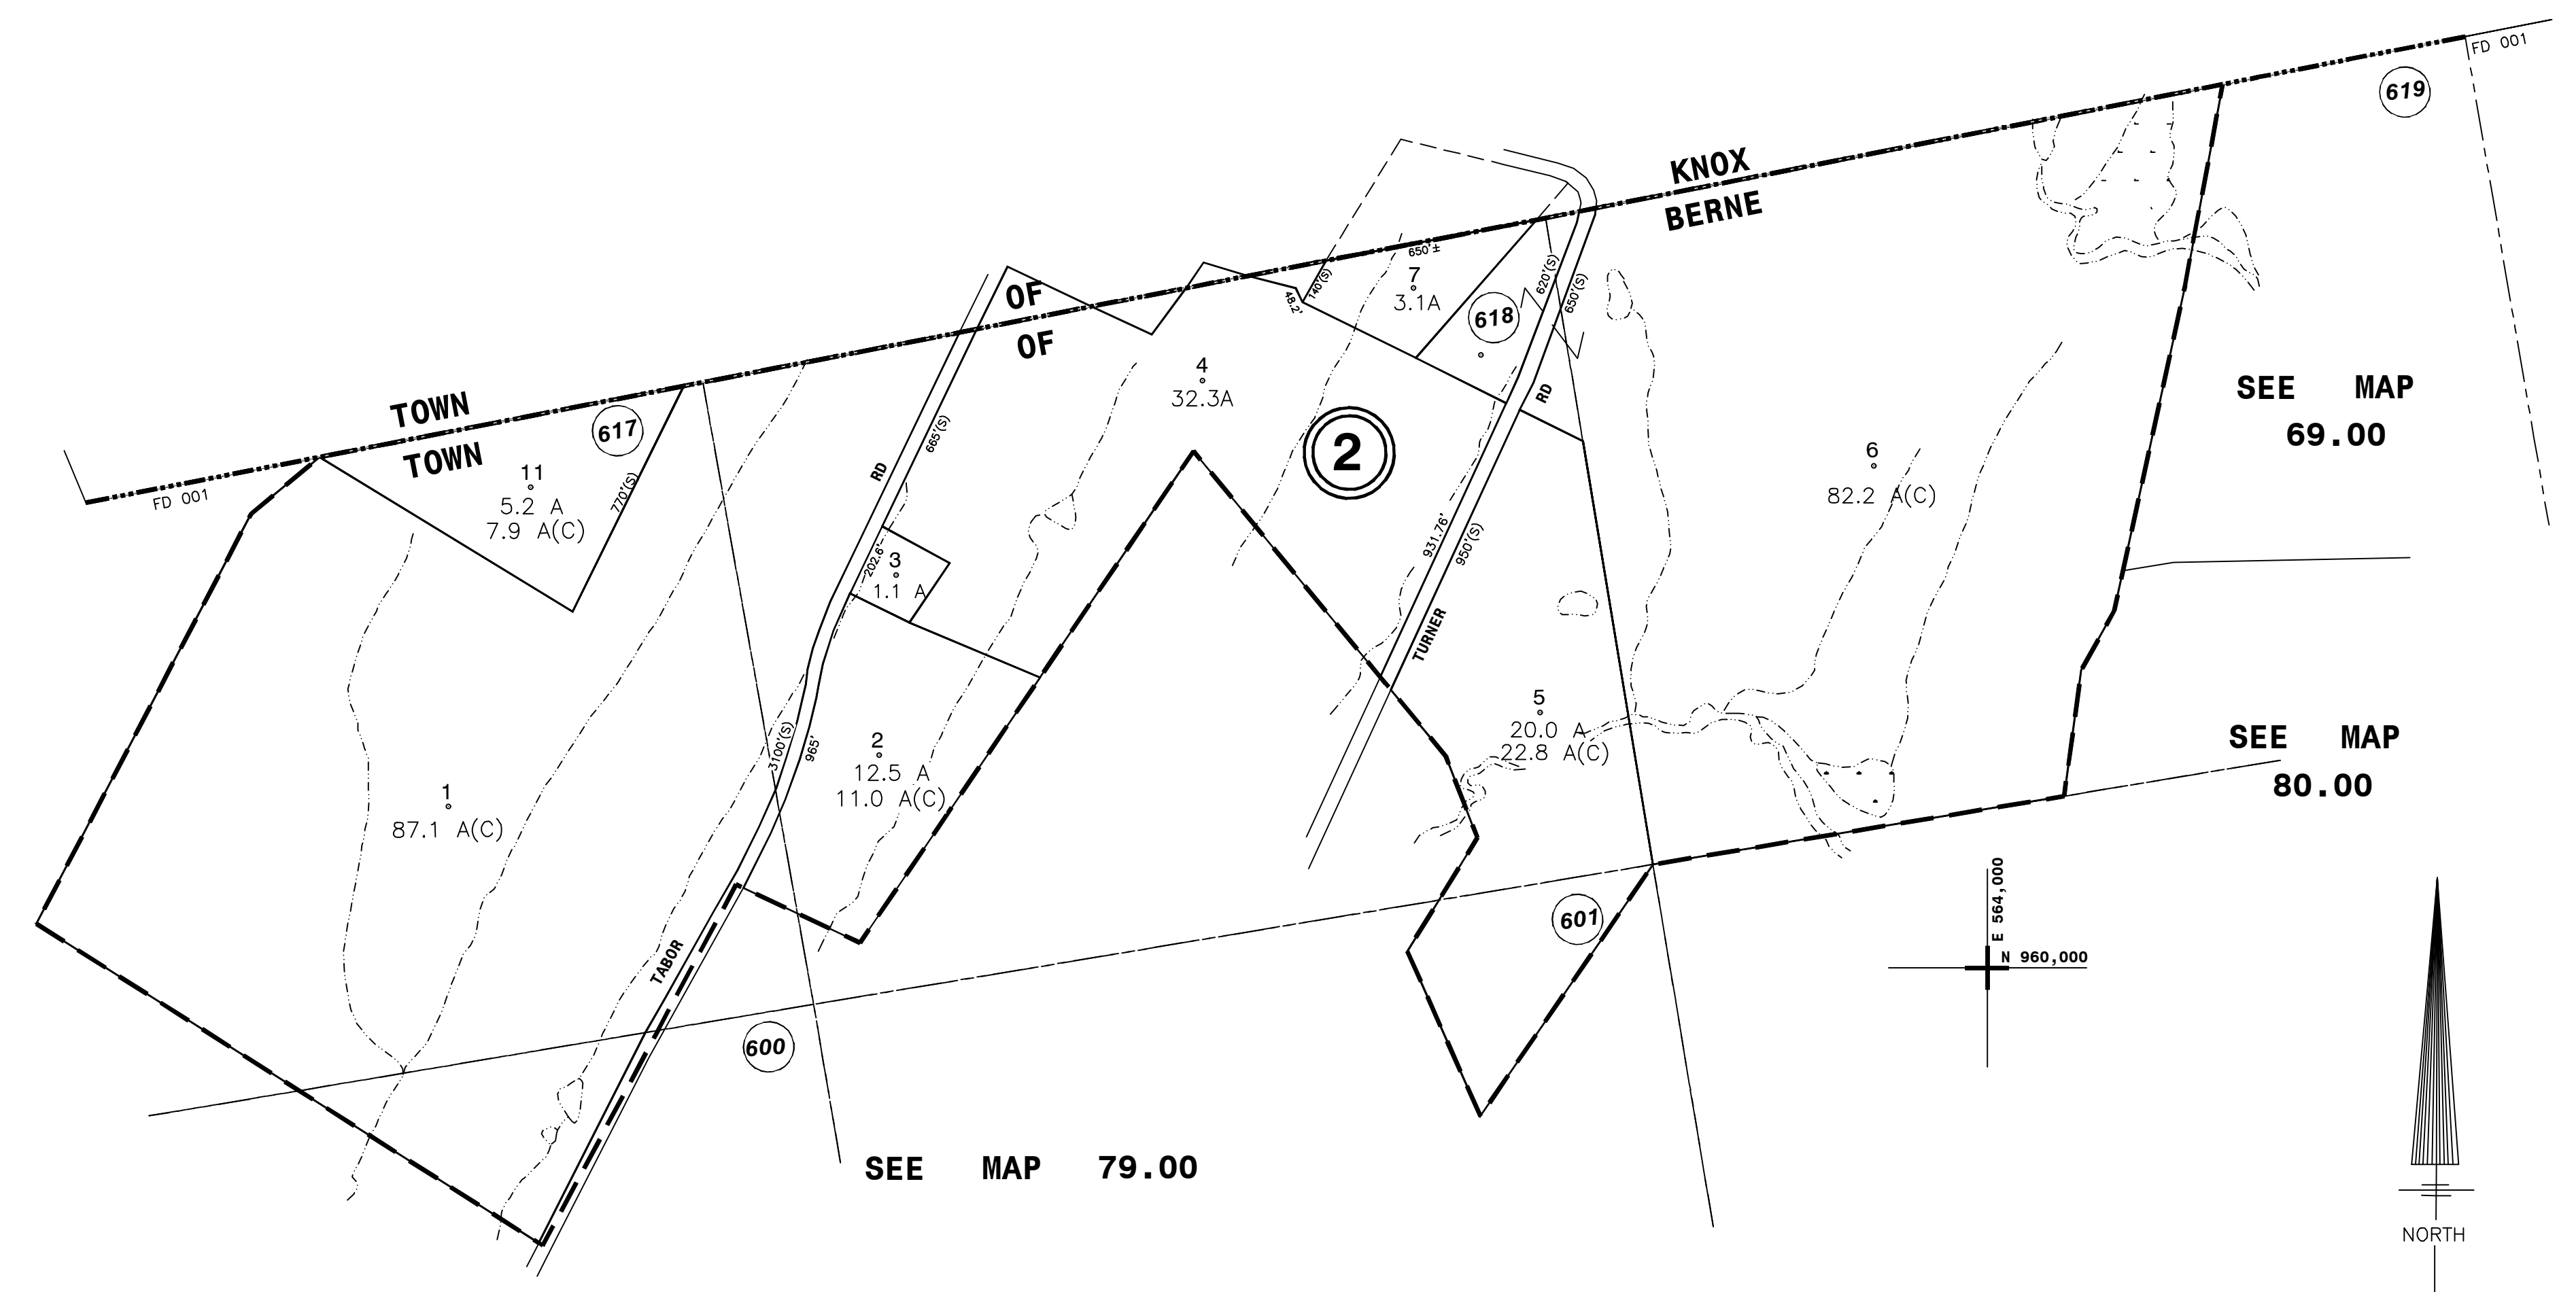 FD 001
619
KNOX
BERNE
OF
OF
TOWN
TOWN
FD 001
617
11
5.2 A
7.9 A(C)
770'(S)
RD
665'(S)
202.6'
3
1.1 A
4
32.3A
48.2'
140'(S)
650'±
7
3.1A
618
620'(S)
650'(S)
RD
2
931.76'
950'(S)
TURNER
6
82.2 A(C)
SEE MAP
69.00
SEE MAP
80.00
5
20.0 A
22.8 A(C)
2
12.5 A
11.0 A(C)
3100'(S)
965'
1
87.1 A(C)
TABOR
600
601
E 564,000
N 960,000
SEE MAP 79.00
NORTH